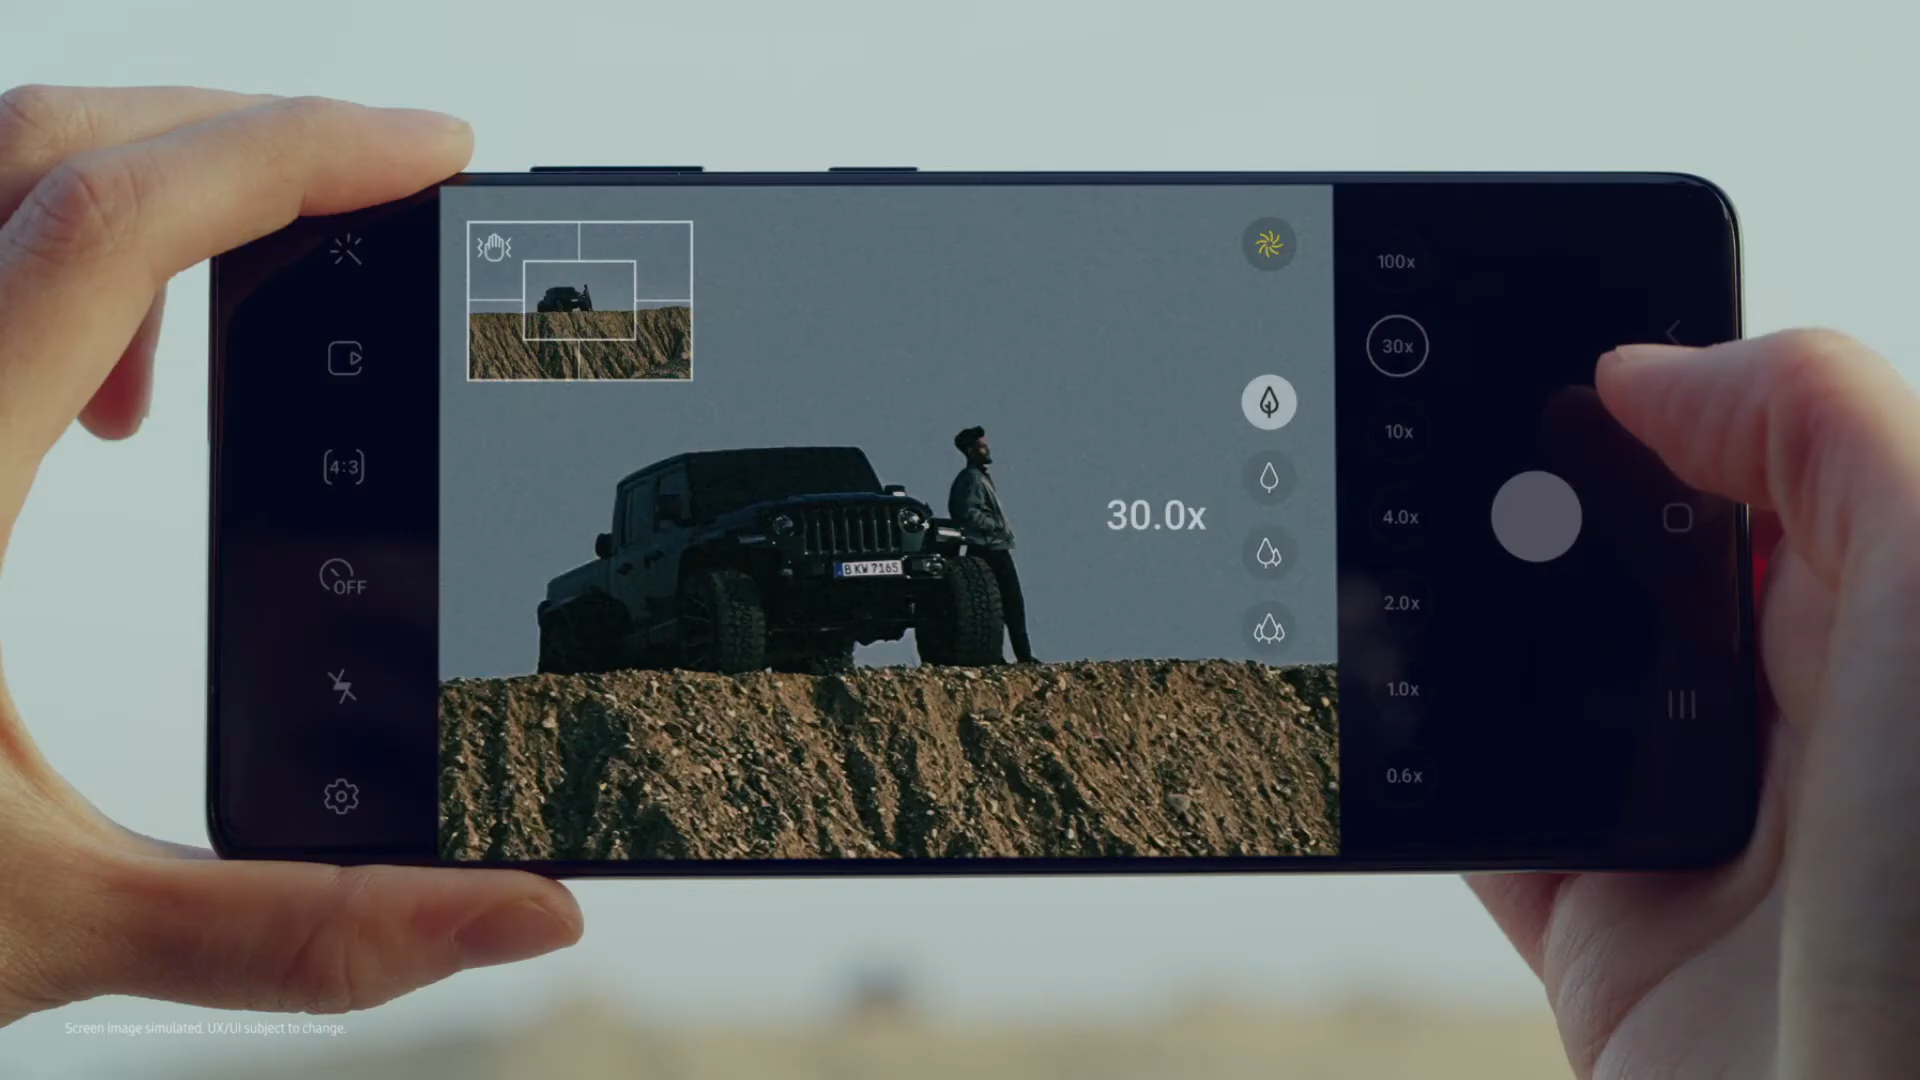 4:3
OFF
B KW 7165
30.0x
100x
30x
10x
4.0x
2.0x
1.0x
0.6x
Screen image simulated. UX/UI subject to change.